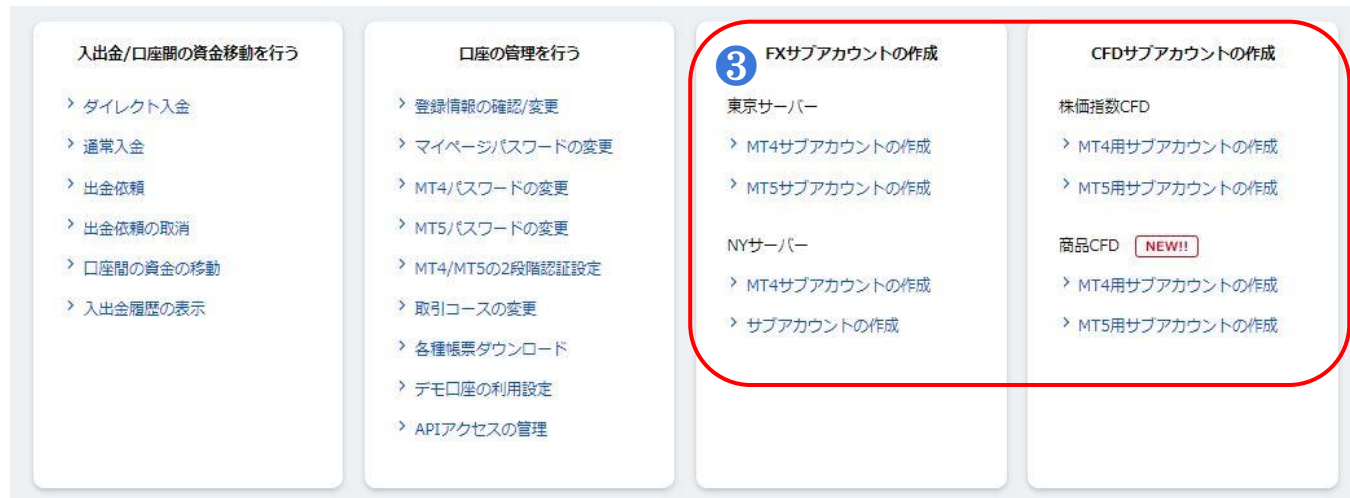 入出金/口座間の資金移動を行う
ダイレクト入金
通常入金
出金依頼
出金依頼の取消
口座間の資金の移動
入出金履歴の表示
口座の管理を行う
登録情報の確認/変更
マイページパスワードの変更
MT4パスワードの変更
MT5パスワードの変更
MT4/MT5の2段階認証設定
取引コースの変更
各種帳票ダウンロード
デモ口座の利用設定
APIアクセスの管理
❸ FXサブアカウントの作成
東京サーバー
MT4サブアカウントの作成
MT5サブアカウントの作成
NYサーバー
MT4サブアカウントの作成
サブアカウントの作成
CFDサブアカウントの作成
株価指数CFD
MT4用サブアカウントの作成
MT5用サブアカウントの作成
商品CFD NEW!!
MT4用サブアカウントの作成
MT5用サブアカウントの作成